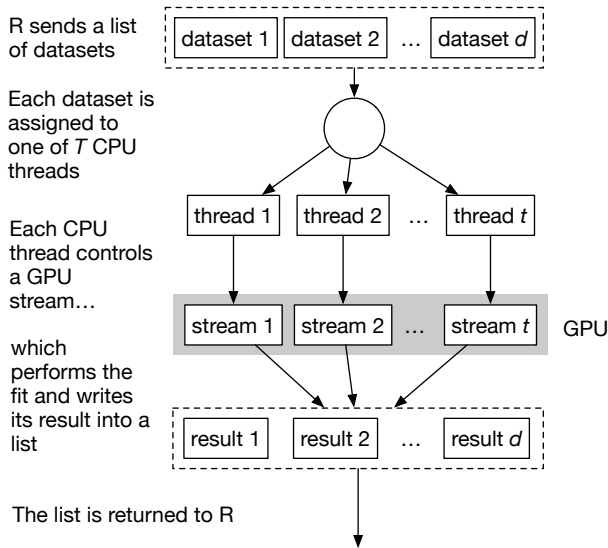 R sends a list
of datasets
dataset 1 dataset 2 ... dataset d
Each dataset is
assigned to
one of T CPU
threads
thread 1 thread 2 ... thread t
Each CPU
thread controls
a GPU
stream...
stream 1 stream 2 ... stream t GPU
which
performs the
fit and writes
its result into a
list
result 1 result 2 ... result d
The list is returned to R